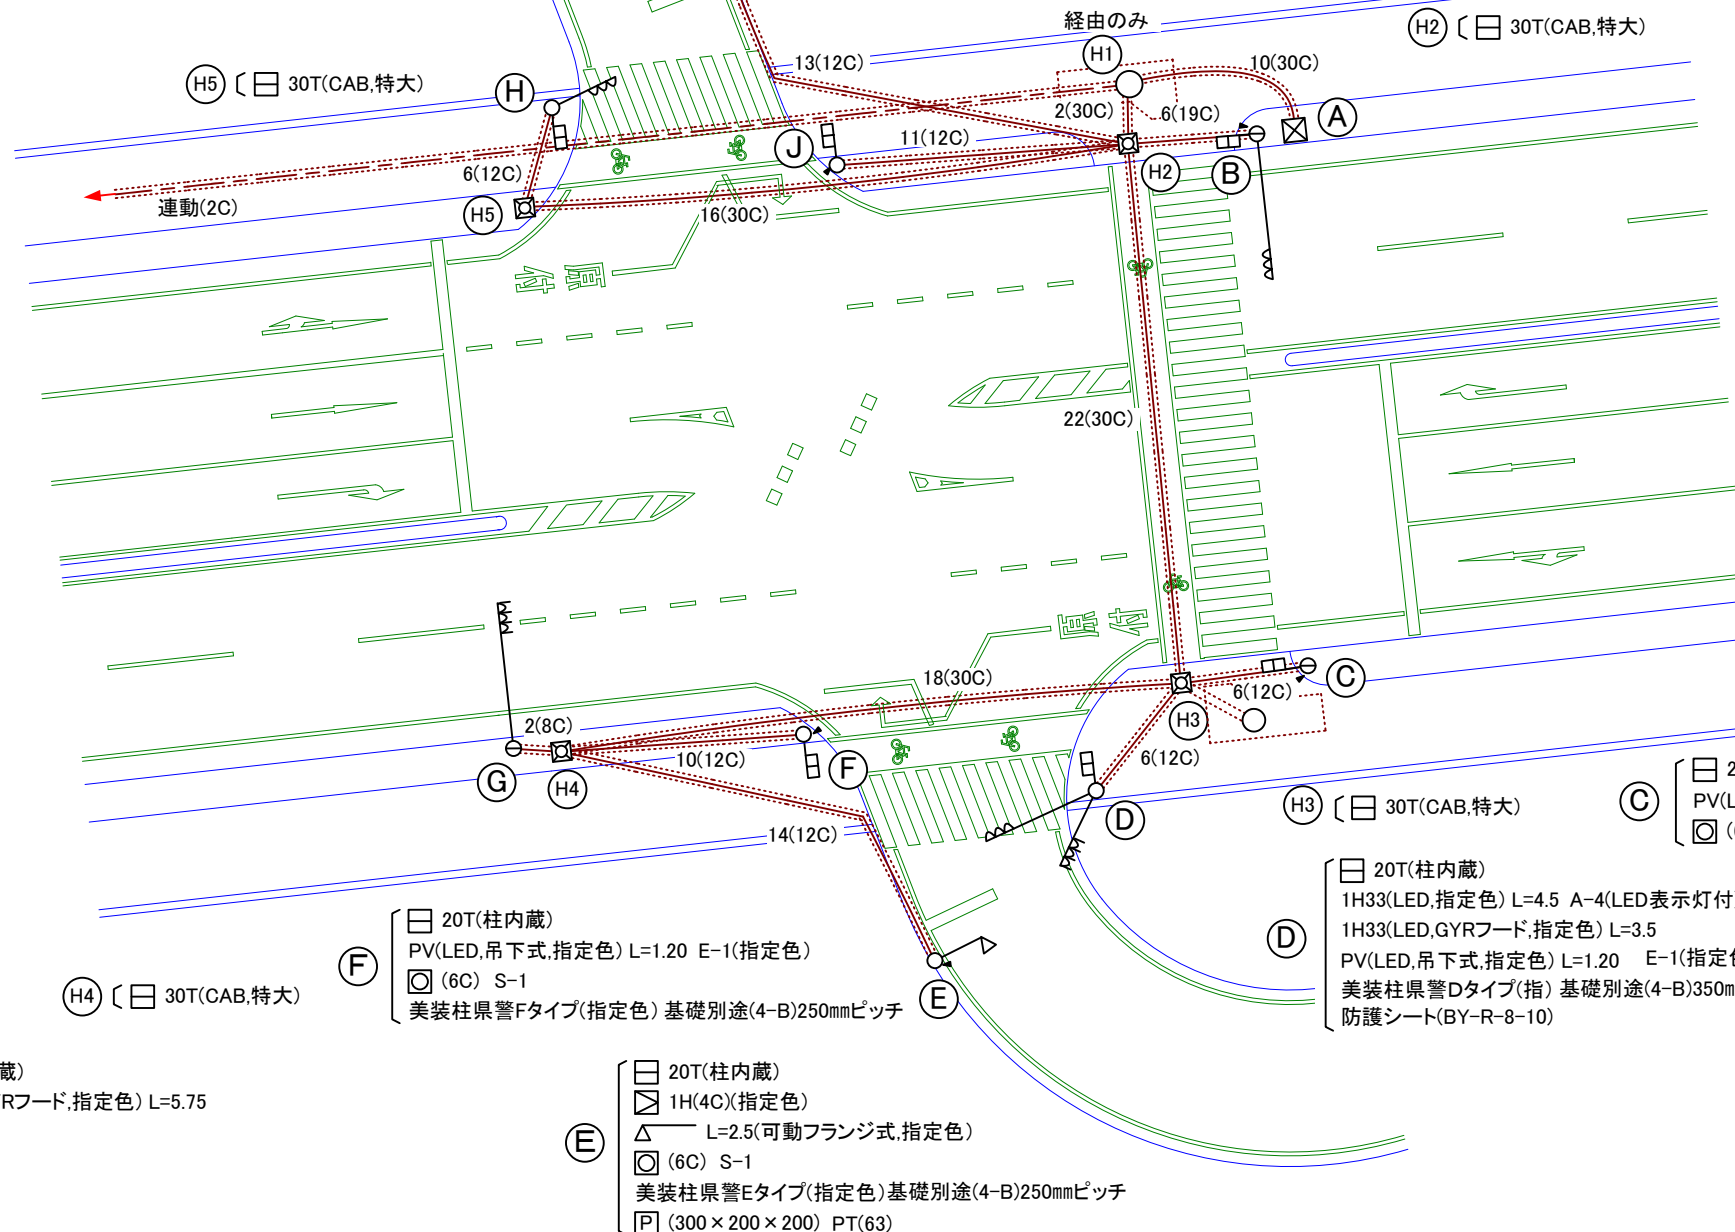 経由のみ
H1
H2 30T(CAB,特大)
13(12C)
10(30C)
H5 30T(CAB,特大)
H
2(30C)
6(19C)
A
J
11(12C)
H2
B
6(12C)
連動(2C)
H5
16(30C)
原付
22(30C)
原付
18(30C)
6(12C)
C
H3
2(8C)
10(12C)
F
6(12C)
G
H4
14(12C)
D
H3 30T(CAB,特大)
C
PV(L
D
20T(柱内蔵)
1H33(LED,指定色) L=4.5 A-4(LED表示灯付
1H33(LED,GYRフード,指定色) L=3.5
PV(LED,吊下式,指定色) L=1.20 E-1(指定色
美装柱県警Dタイプ(指) 基礎別途(4-B)350m
防護シート(BY-R-8-10)
F
20T(柱内蔵)
PV(LED,吊下式,指定色) L=1.20 E-1(指定色)
(6C) S-1
美装柱県警Fタイプ(指定色) 基礎別途(4-B)250mmピッチ
H4 30T(CAB,特大)
E
蔵)
Rフード,指定色) L=5.75
E
20T(柱内蔵)
1H(4C)(指定色)
L=2.5(可動フランジ式,指定色)
(6C) S-1
美装柱県警Eタイプ(指定色)基礎別途(4-B)250mmピッチ
P (300×200×200) PT(63)